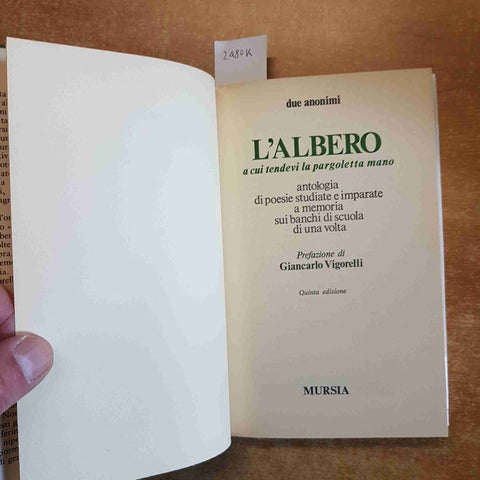 2480K
due anonimi
L'ALBERO
a cui tendevi la pargoletta mano
antologia
di poesie studiate e imparate
a memoria
sui banchi di scuola
di una volta
Prefazione di
Giancarlo Vigorelli
Quinta edizione
MURSIA